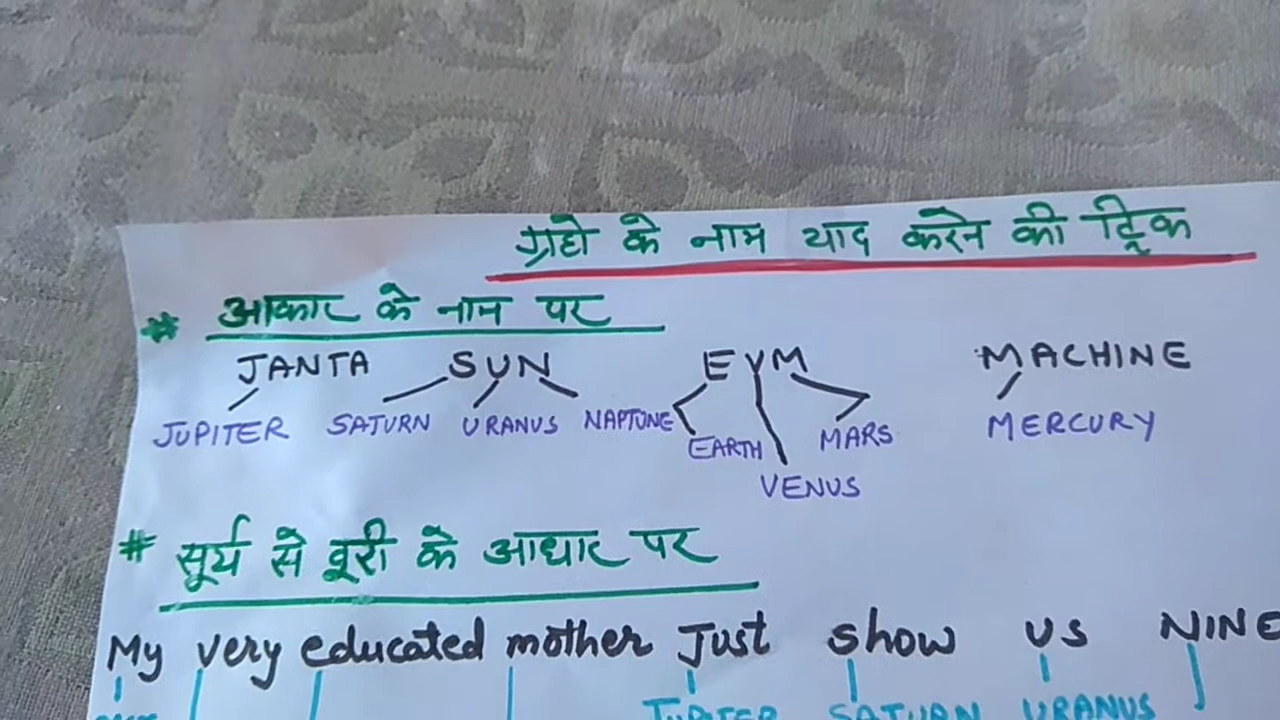 ग्रहो के नाम याद करने की ट्रिक
# आकार के नाम पर
JANTA SUN EVM MACHINE
JUPITER SATURN URANUS NAPTUNE EARTH VENUS MARS MERCURY
# सूर्य से दूरी के आधार पर
My very educated mother Just show us NINE
JUPITER SATURN URANUS